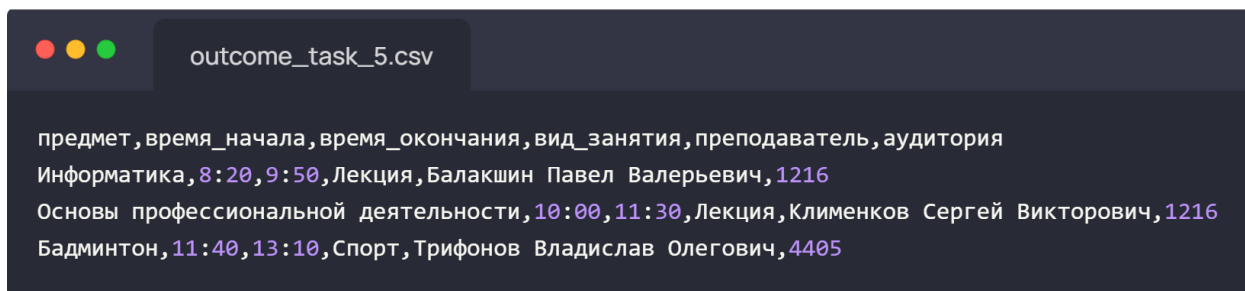 outcome_task_5.csv
предмет,время_начала,время_окончания,вид_занятия,преподаватель,аудитория
Информатика,8:20,9:50,Лекция,Балакшин Павел Валерьевич,1216
Основы профессиональной деятельности,10:00,11:30,Лекция,Клименков Сергей Викторович,1216
Бадминтон,11:40,13:10,Спорт,Трифонов Владислав Олегович,4405